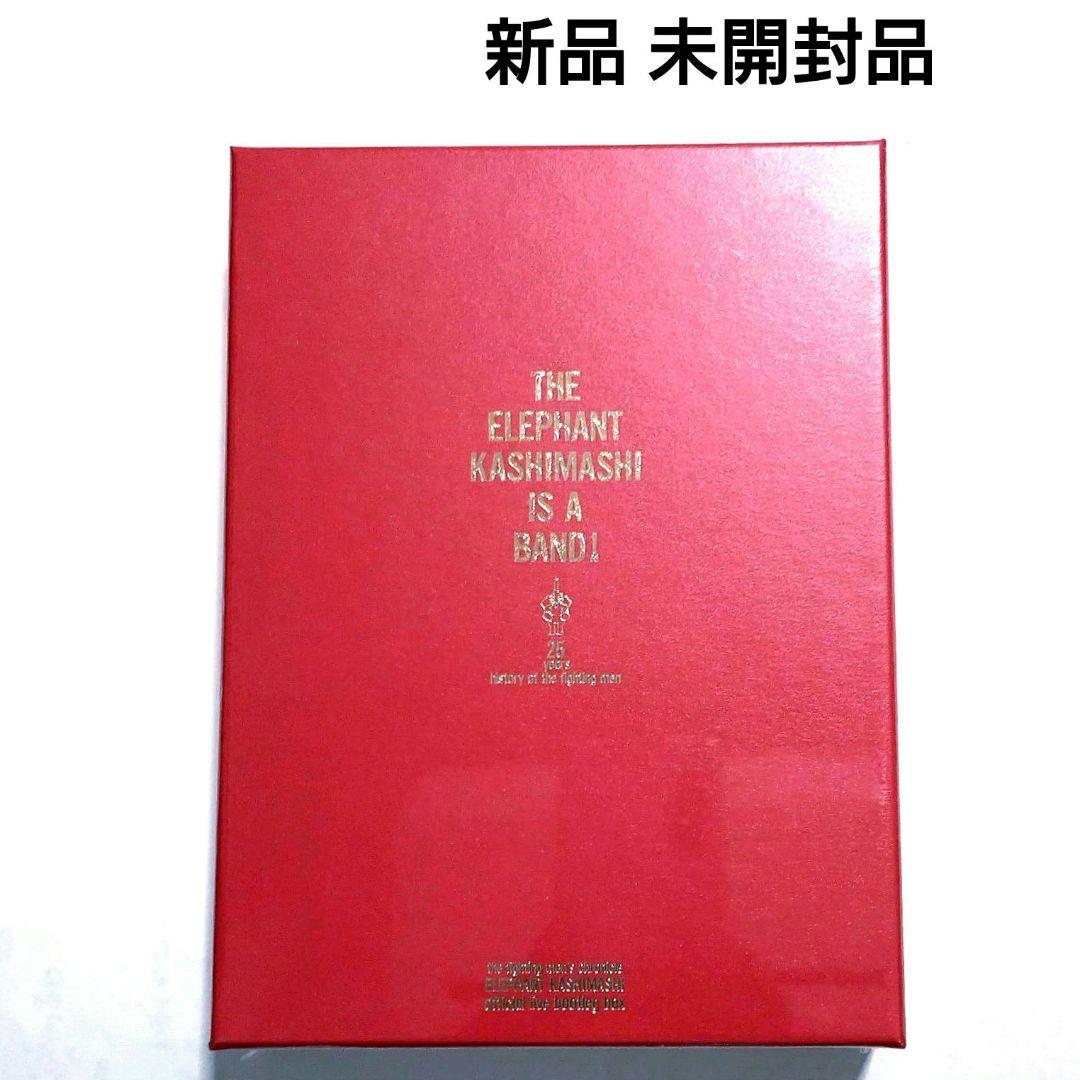 新品 未開封品
THE
ELEPHANT
KASHIMASHI
IS A
BAND!
25
years
history of the fighting men
the fighting men's chronicle
ELEPHANT KASHIMASHI
official live bootleg box